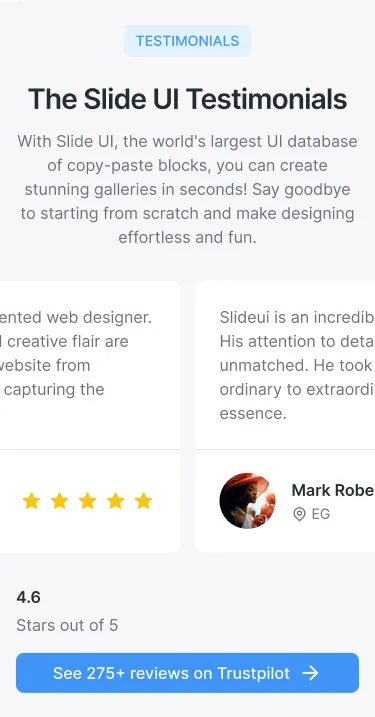 TESTIMONIALS
The Slide UI Testimonials
With Slide UI, the world's largest UI database
of copy-paste blocks, you can create
stunning galleries in seconds! Say goodbye
to starting from scratch and make designing
effortless and fun.
ented web designer.
creative flair are
website from
capturing the
Slideui is an incredib
His attention to deta
unmatched. He took
ordinary to extraordi
essence.
Mark Robe
EG
4.6
Stars out of 5
See 275+ reviews on Trustpilot